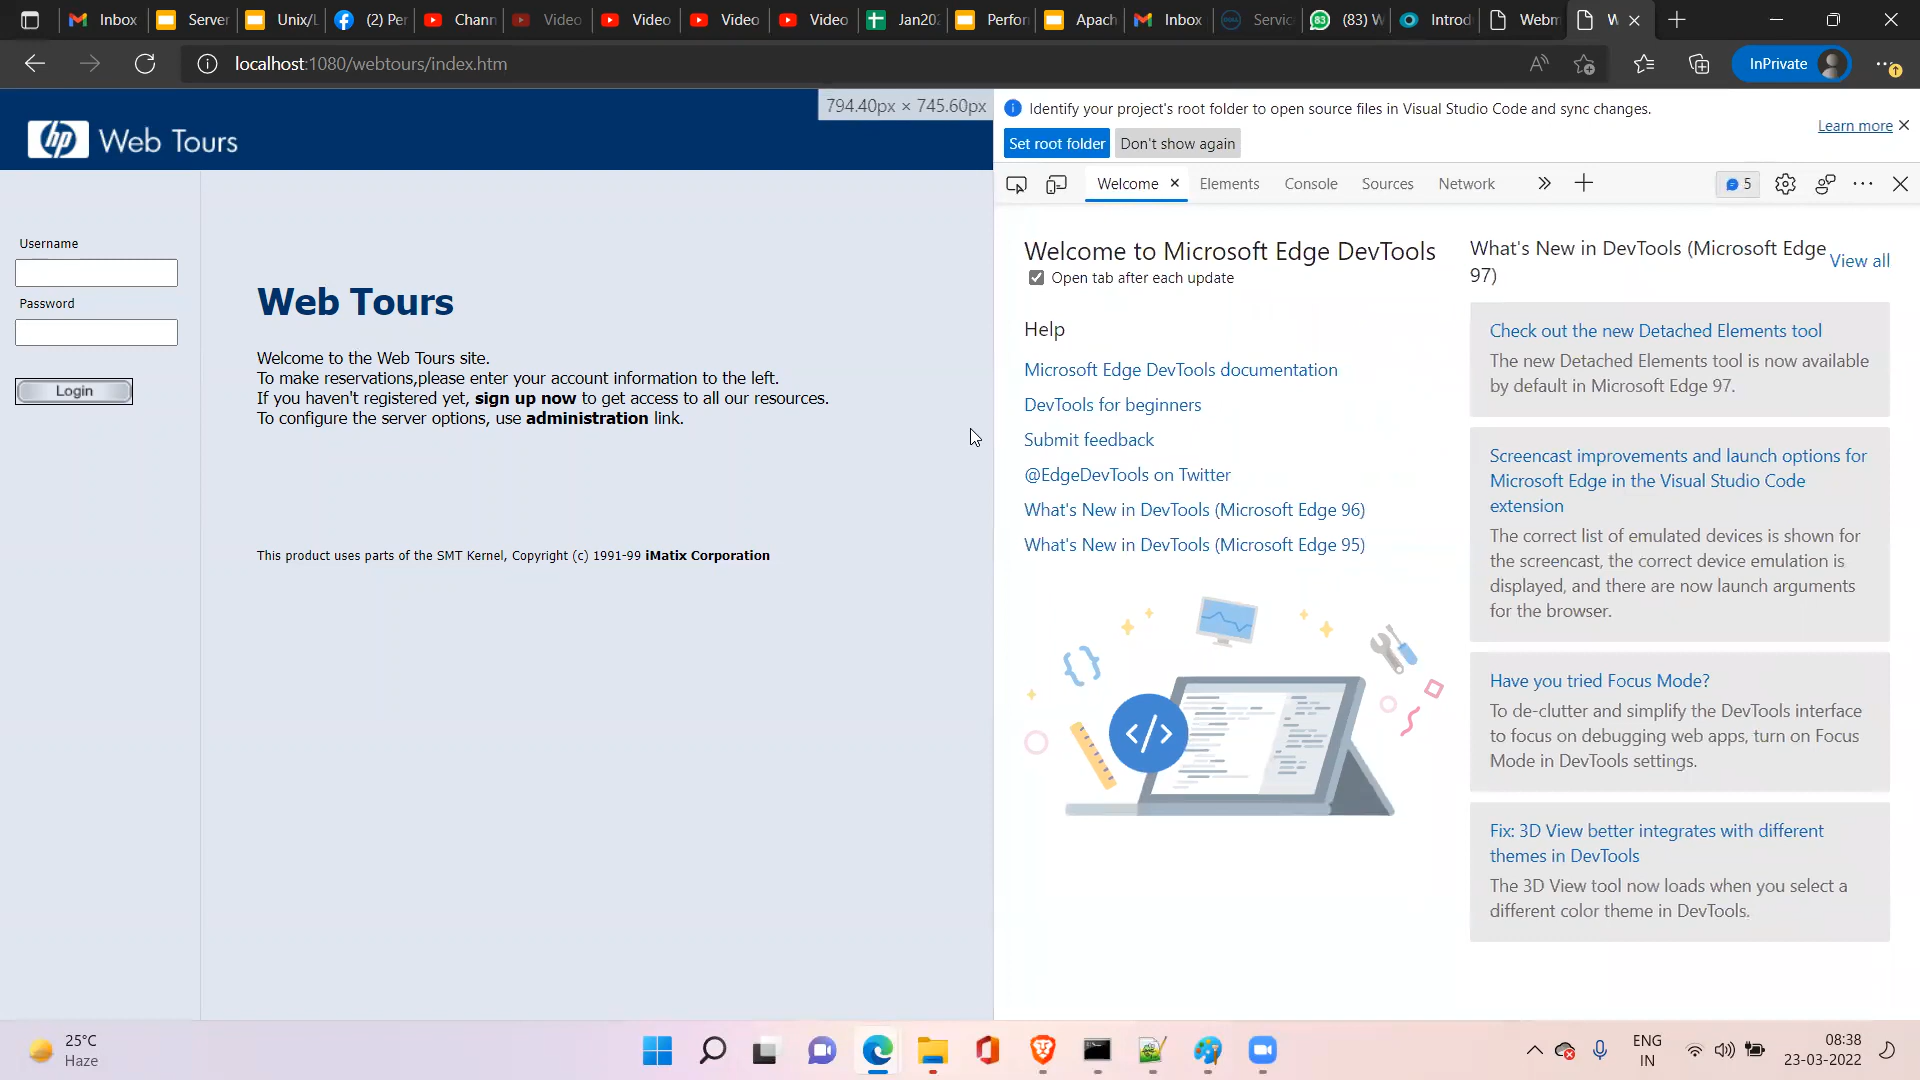 Inbox
Server
Unix/L
(2) Pe
Chann
Video
Video
Video
Video
Jan202
Perfor
Apach
Inbox
Servic
(83) W
Introd
Webm
W
localhost:1080/webtours/index.htm
InPrivate
794.40px × 745.60px
hp Web Tours
Username
Password
Login
Web Tours
Welcome to the Web Tours site.
To make reservations,please enter your account information to the left.
If you haven't registered yet, sign up now to get access to all our resources.
To configure the server options, use administration link.
This product uses parts of the SMT Kernel, Copyright (c) 1991-99 iMatix Corporation
Identify your project's root folder to open source files in Visual Studio Code and sync changes.
Learn more
Set root folder
Don't show again
Welcome
Elements
Console
Sources
Network
5
Welcome to Microsoft Edge DevTools
Open tab after each update
Help
Microsoft Edge DevTools documentation
DevTools for beginners
Submit feedback
@EdgeDevTools on Twitter
What's New in DevTools (Microsoft Edge 96)
What's New in DevTools (Microsoft Edge 95)
What's New in DevTools (Microsoft Edge
97)
View all
Check out the new Detached Elements tool
The new Detached Elements tool is now available
by default in Microsoft Edge 97.
Screencast improvements and launch options for
Microsoft Edge in the Visual Studio Code
extension
The correct list of emulated devices is shown for
the screencast, the correct device emulation is
displayed, and there are now launch arguments
for the browser.
Have you tried Focus Mode?
To de-clutter and simplify the DevTools interface
to focus on debugging web apps, turn on Focus
Mode in DevTools settings.
Fix: 3D View better integrates with different
themes in DevTools
The 3D View tool now loads when you select a
different color theme in DevTools.
25°C
Haze
ENG
IN
08:38
23-03-2022